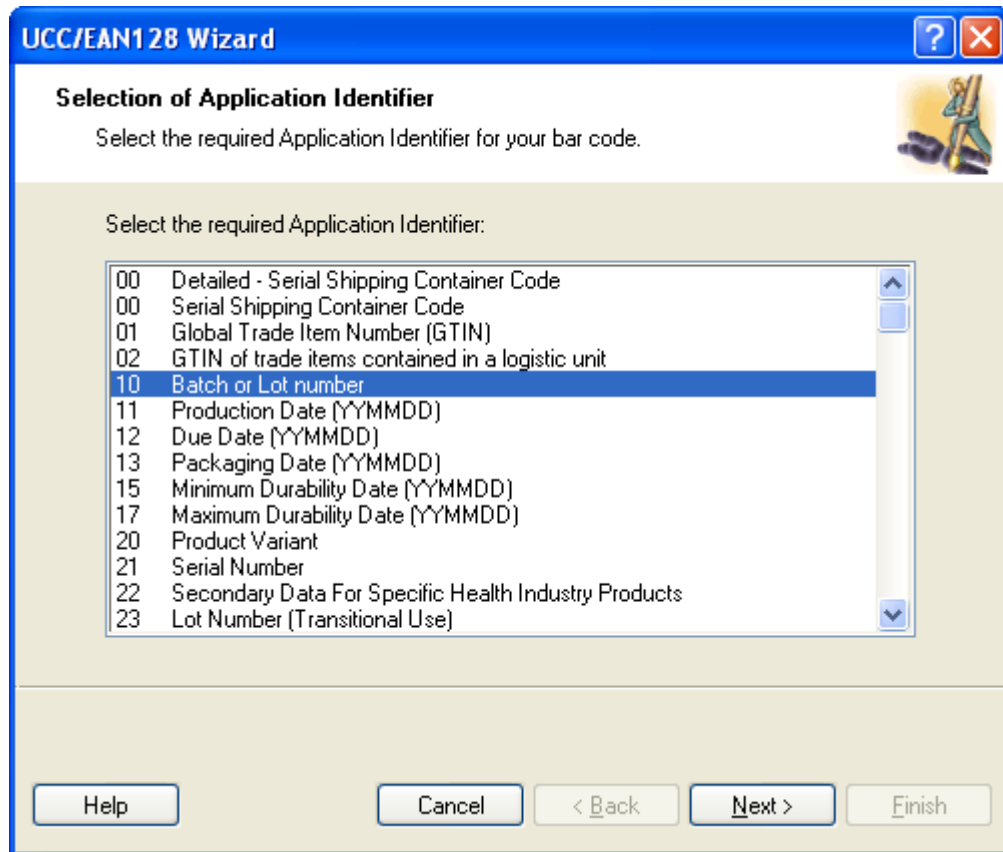 UCC/EAN128 Wizard
Selection of Application Identifier
Select the required Application Identifier for your bar code.
Select the required Application Identifier:
00 Detailed - Serial Shipping Container Code
00 Serial Shipping Container Code
01 Global Trade Item Number (GTIN)
02 GTIN of trade items contained in a logistic unit
10 Batch or Lot number
11 Production Date (YYMMDD)
12 Due Date (YYMMDD)
13 Packaging Date (YYMMDD)
15 Minimum Durability Date (YYMMDD)
17 Maximum Durability Date (YYMMDD)
20 Product Variant
21 Serial Number
22 Secondary Data For Specific Health Industry Products
23 Lot Number (Transitional Use)
Help Cancel < Back Next > Finish